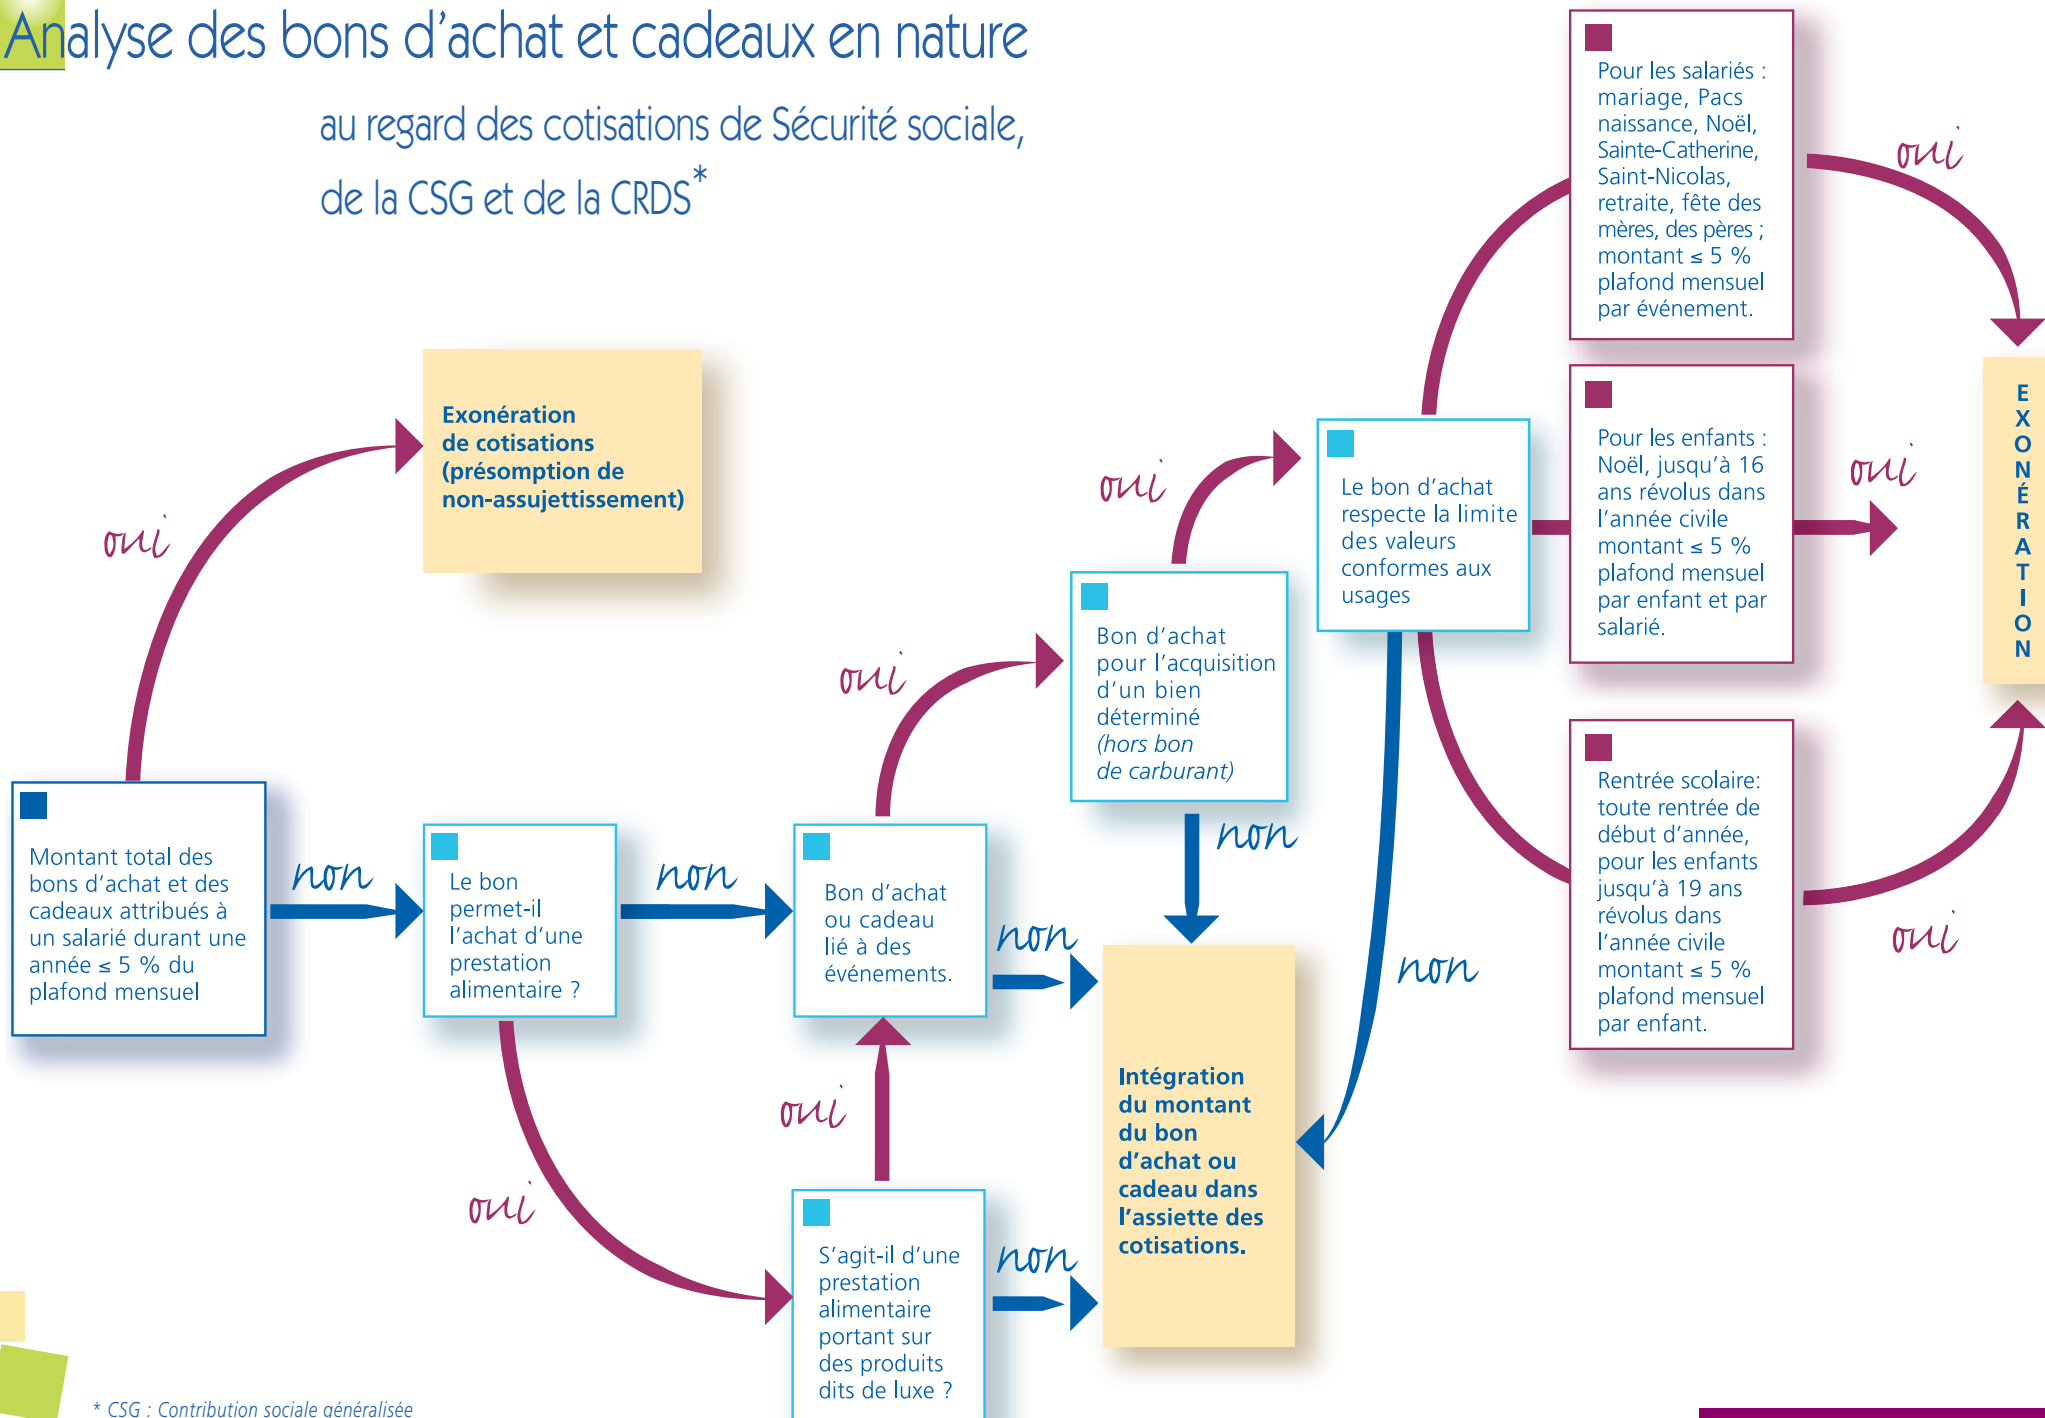 Analyse des bons d'achat et cadeaux en nature
au regard des cotisations de Sécurité sociale,
de la CSG et de la CRDS*
oui
Exonération
de cotisations
(présomption de
non-assujettissement)
Montant total des
bons d'achat et des
cadeaux attribués à
un salarié durant une
année ≤ 5 % du
plafond mensuel
non
Le bon
permet-il
l'achat d'une
prestation
alimentaire ?
non
oui
Bon d'achat
ou cadeau
lié à des
événements.
oui
non
oui
S'agit-il d'une
prestation
alimentaire
portant sur
des produits
dits de luxe ?
non
Bon d'achat
pour l'acquisition
d'un bien
déterminé
(hors bon
de carburant)
oui
non
Intégration
du montant
du bon
d'achat ou
cadeau dans
l'assiette des
cotisations.
Le bon d'achat
respecte la limite
des valeurs
conformes aux
usages
non
Pour les salariés :
mariage, Pacs
naissance, Noël,
Sainte-Catherine,
Saint-Nicolas,
retraite, fête des
mères, des pères ;
montant ≤ 5 %
plafond mensuel
par événement.
oui
Pour les enfants :
Noël, jusqu'à 16
ans révolus dans
l'année civile
montant ≤ 5 %
plafond mensuel
par enfant et par
salarié.
oui
Rentrée scolaire:
toute rentrée de
début d'année,
pour les enfants
jusqu'à 19 ans
révolus dans
l'année civile
montant ≤ 5 %
plafond mensuel
par enfant.
oui
EXONÉRATION
* CSG : Contribution sociale généralisée